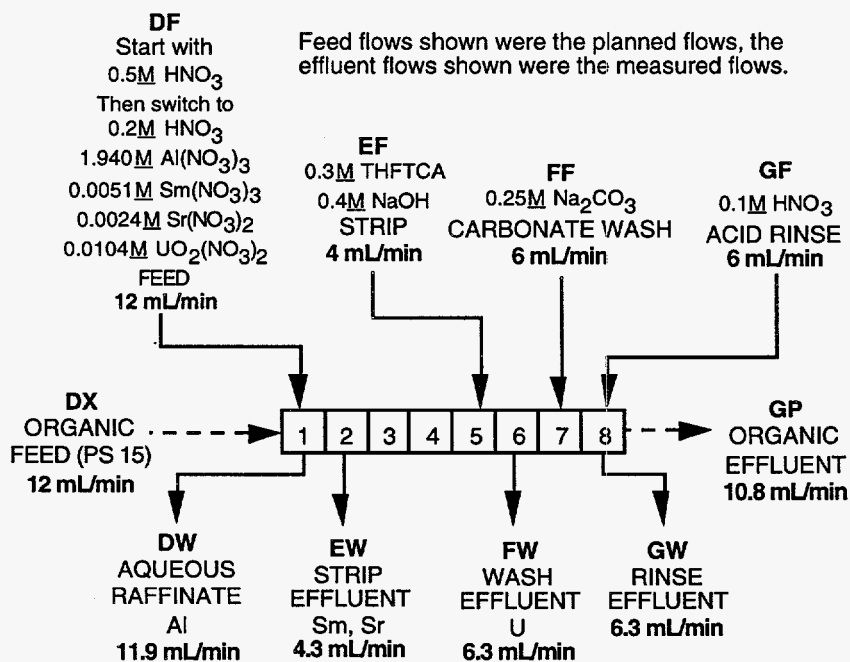 DF
Start with
0.5M HNO3
Then switch to
0.2M HNO3
1.940M Al(NO3)3
0.0051M Sm(NO3)3
0.0024M Sr(NO3)2
0.0104M UO2(NO3)2
FEED
12 mL/min
Feed flows shown were the planned flows, the
effluent flows shown were the measured flows.
EF
0.3M THFTCA
0.4M NaOH
STRIP
4 mL/min
FF
0.25M Na2CO3
CARBONATE WASH
6 mL/min
GF
0.1M HNO3
ACID RINSE
6 mL/min
DX
ORGANIC
FEED (PS 15)
12 mL/min
1 2 3 4 5 6 7 8
GP
ORGANIC
EFFLUENT
10.8 mL/min
DW
AQUEOUS
RAFFINATE
Al
11.9 mL/min
EW
STRIP
EFFLUENT
Sm, Sr
4.3 mL/min
FW
WASH
EFFLUENT
U
6.3 mL/min
GW
RINSE
EFFLUENT
6.3 mL/min